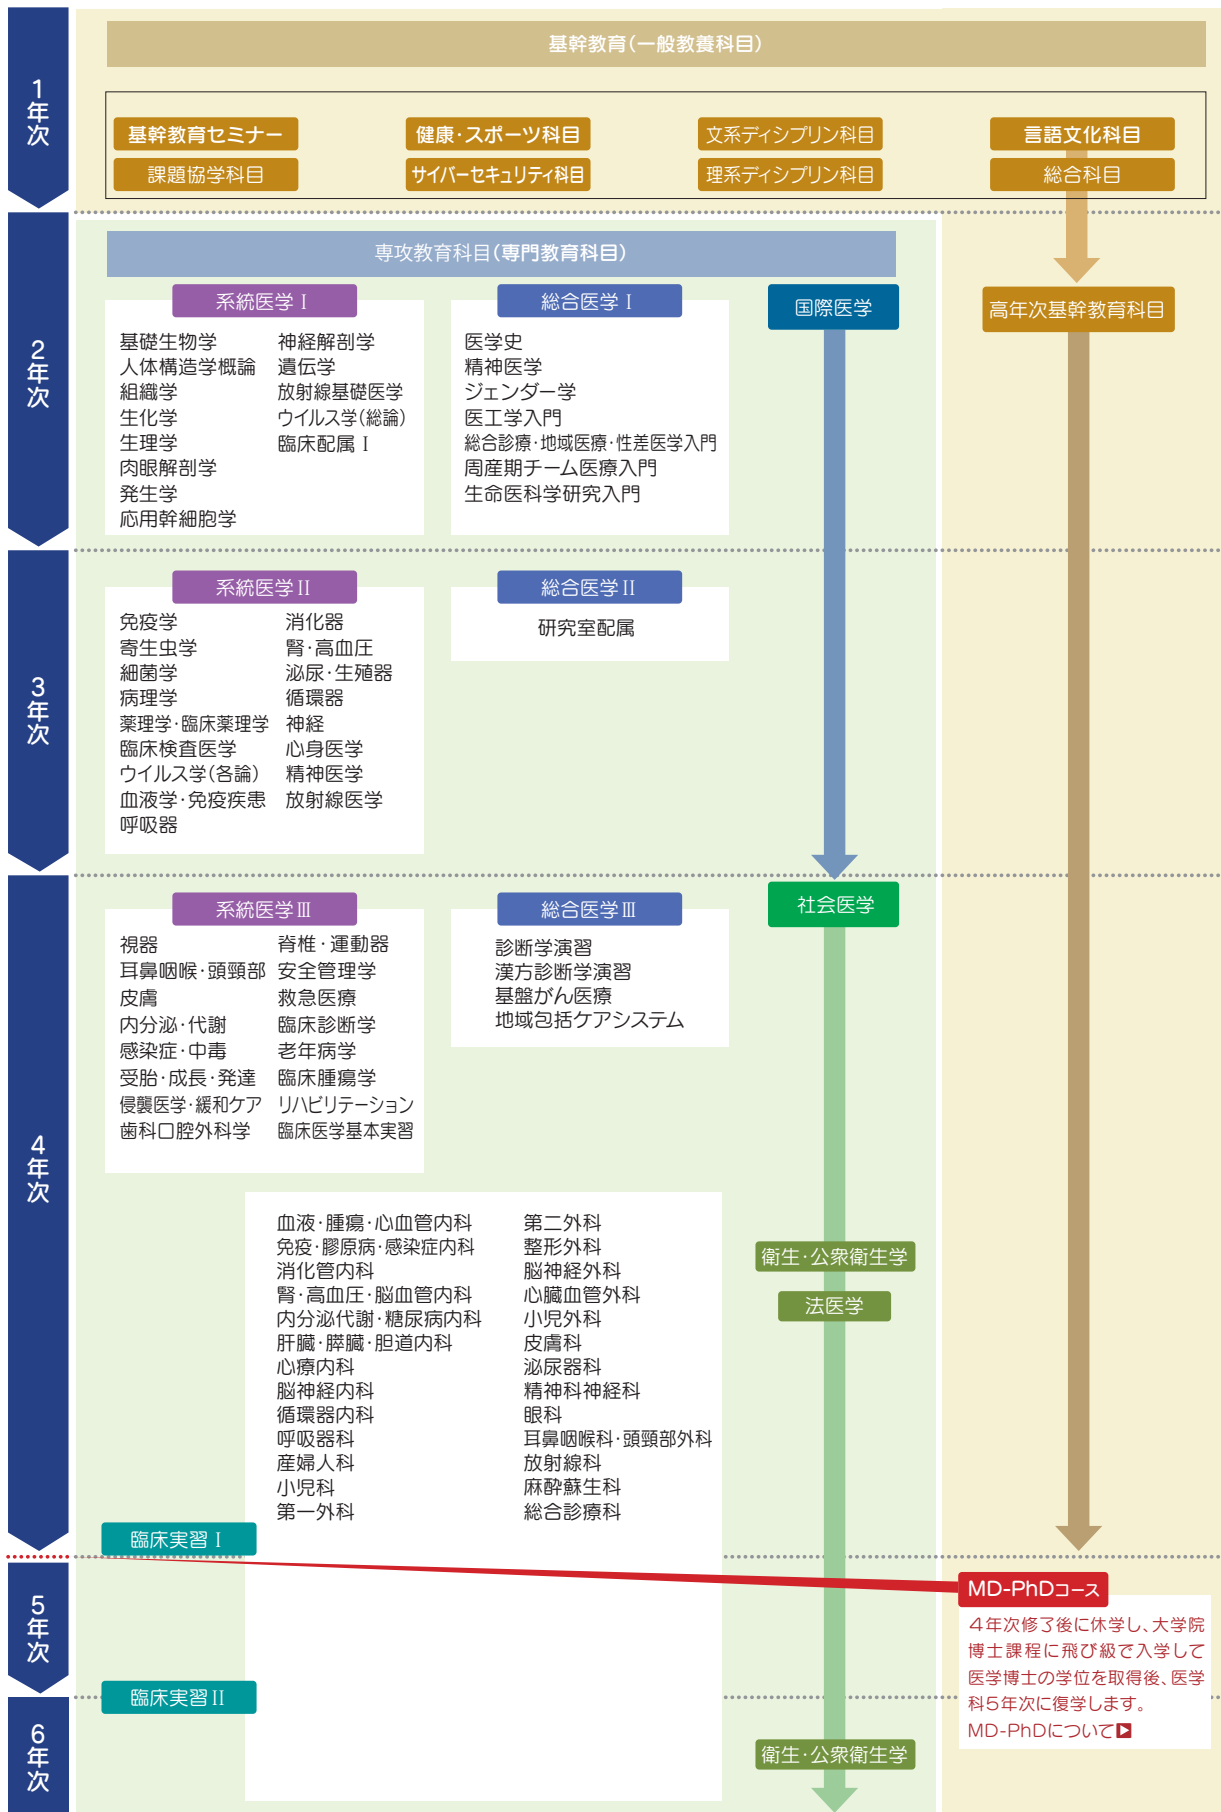 1年次
基幹教育(一般教養科目)
基幹教育セミナー
健康・スポーツ科目
文系ディシプリン科目
言語文化科目
課題協学科目
サイバーセキュリティ科目
理系ディシプリン科目
総合科目
2年次
専攻教育科目(専門教育科目)
系統医学Ⅰ
基礎生物学
人体構造学概論
組織学
生化学
生理学
肉眼解剖学
発生学
応用幹細胞学
神経解剖学
遺伝学
放射線基礎医学
ウイルス学(総論)
臨床配属Ⅰ
総合医学Ⅰ
医学史
精神医学
ジェンダー学
医工学入門
総合診療・地域医療・性差医学入門
周産期チーム医療入門
生命医科学研究入門
国際医学
高年次基幹教育科目
3年次
系統医学Ⅱ
免疫学
寄生虫学
細菌学
病理学
薬理学・臨床薬理学
臨床検査医学
ウイルス学(各論)
血液学・免疫疾患
呼吸器
消化器
腎・高血圧
泌尿・生殖器
循環器
神経
心身医学
精神医学
放射線医学
総合医学Ⅱ
研究室配属
4年次
系統医学Ⅲ
視器
耳鼻咽喉・頭頸部
皮膚
内分泌・代謝
感染症・中毒
受胎・成長・発達
侵襲医学・緩和ケア
歯科口腔外科学
脊椎・運動器
安全管理学
救急医療
臨床診断学
老年病学
臨床腫瘍学
リハビリテーション
臨床医学基本実習
総合医学Ⅲ
診断学演習
漢方診断学演習
基盤がん医療
地域包括ケアシステム
社会医学
血液・腫瘍・心血管内科
免疫・膠原病・感染症内科
消化管内科
腎・高血圧・脳血管内科
内分泌代謝・糖尿病内科
肝臓・膵臓・胆道内科
心療内科
脳神経内科
循環器内科
呼吸器科
産婦人科
小児科
第一外科
第二外科
整形外科
脳神経外科
心臓血管外科
小児外科
皮膚科
泌尿器科
精神科神経科
眼科
耳鼻咽喉科・頭頸部外科
放射線科
麻酔蘇生科
総合診療科
衛生・公衆衛生学
法医学
臨床実習Ⅰ
5年次
MD-PhDコース
4年次修了後に休学し、大学院
博士課程に飛び級で入学して
医学博士の学位を取得後、医学
科5年次に復学します。
MD-PhDについて
臨床実習Ⅱ
6年次
衛生・公衆衛生学